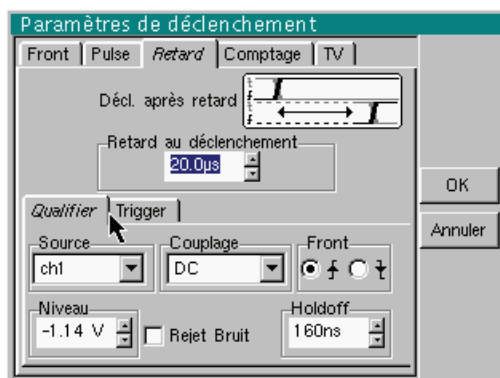 Paramètres de déclenchement
Front Pulse Retard Comptage TV
Décl. après retard
Retard au déclenchement
20.0µs
OK
Qualifier Trigger
Annuler
Source Couplage Front
ch1 DC
Niveau Holdoff
-1.14 V Rejet Bruit 160ns